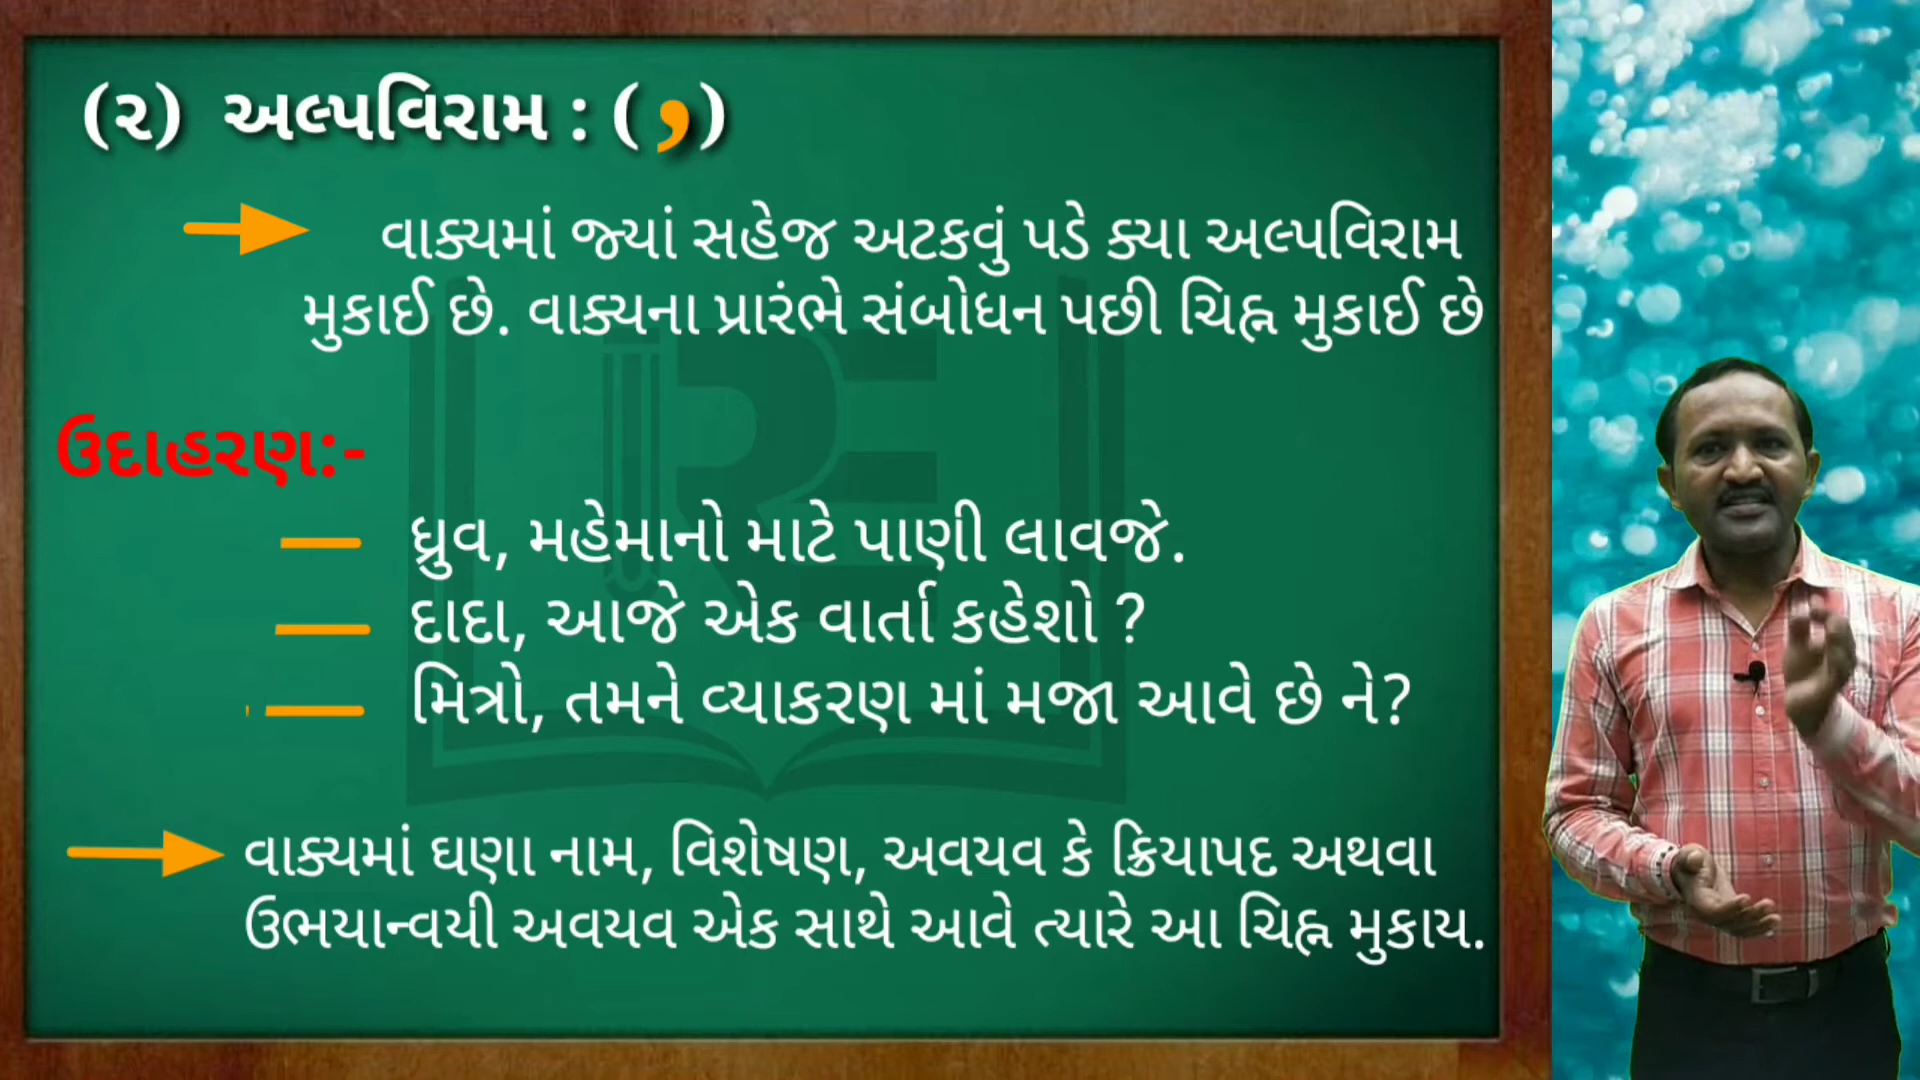 (૨) અલ્પવિરામ : (,)
વાક્યમાં જ્યાં સહેજ અટકવું પડે ક્યા અલ્પવિરામ
મુકાઈ છે. વાક્યના પ્રારંભે સંબોધન પછી ચિહ્ન મુકાઈ છે
ઉદાહરણ:-
ધ્રુવ, મહેમાનો માટે પાણી લાવજે.
દાદા, આજે એક વાર્તા કહેશો ?
મિત્રો, તમને વ્યાકરણ માં મજા આવે છે ને?
વાક્યમાં ઘણા નામ, વિશેષણ, અવયવ કે ક્રિયાપદ અથવા
ઉભયાન્વયી અવયવ એક સાથે આવે ત્યારે આ ચિહ્ન મુકાય.